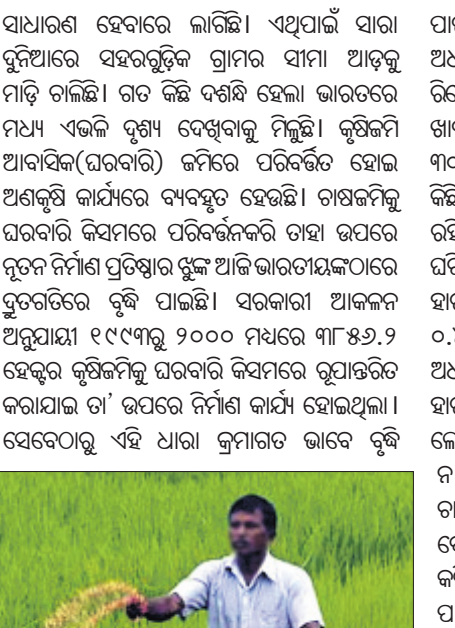 ସାଧାରଣ ହେବାରେ ଲାଗିଛି। ଏଥିପାଇଁ ସାରା
ଦୁନିଆରେ ସହରଗୁଡ଼ିକ ଗ୍ରାମର ସୀମା ଆଡ଼କୁ
ମାଡ଼ି ଚାଲିଛି। ଗତ କିଛି ଦଶନ୍ଧି ହେଲା ଭାରତରେ
ମଧ୍ୟ ଏଭଳି ଦୃଶ୍ୟ ଦେଖିବାକୁ ମିଳୁଛି। କୃଷିଜମି
ଆବାସିକ(ଘରବାରି) ଜମିରେ ପରିବର୍ତ୍ତିତ ହୋଇ
ଅଣକୃଷି କାର୍ଯ୍ୟରେ ବ୍ୟବହୃତ ହେଉଛି। ଚାଷଜମିକୁ
ଘରବାରି କିସମରେ ପରିବର୍ତ୍ତନକରି ତାହା ଉପରେ
ନୂତନ ନିର୍ମାଣ ପ୍ରତିଷ୍ଠାର ଝୁଙ୍କ ଆଜି ଭାରତୀୟଙ୍କଠାରେ
ଦ୍ରୁତଗତିରେ ବୃଦ୍ଧି ପାଇଛି। ସରକାରୀ ଆକଳନ
ଅନୁଯାୟୀ ୧୯୯୩ରୁ ୨୦୦୦ ମଧ୍ୟରେ ୩୮୫୬.୨
ହେକ୍ଟର କୃଷିଜମିକୁ ଘରବାରି କିସମରେ ରୂପାନ୍ତରିତ
କରାଯାଇ ତା’ ଉପରେ ନିର୍ମାଣ କାର୍ଯ୍ୟ ହୋଇଥିଲା।
ସେବେଠାରୁ ଏହି ଧାରା କ୍ରମାଗତ ଭାବେ ବୃଦ୍ଧି